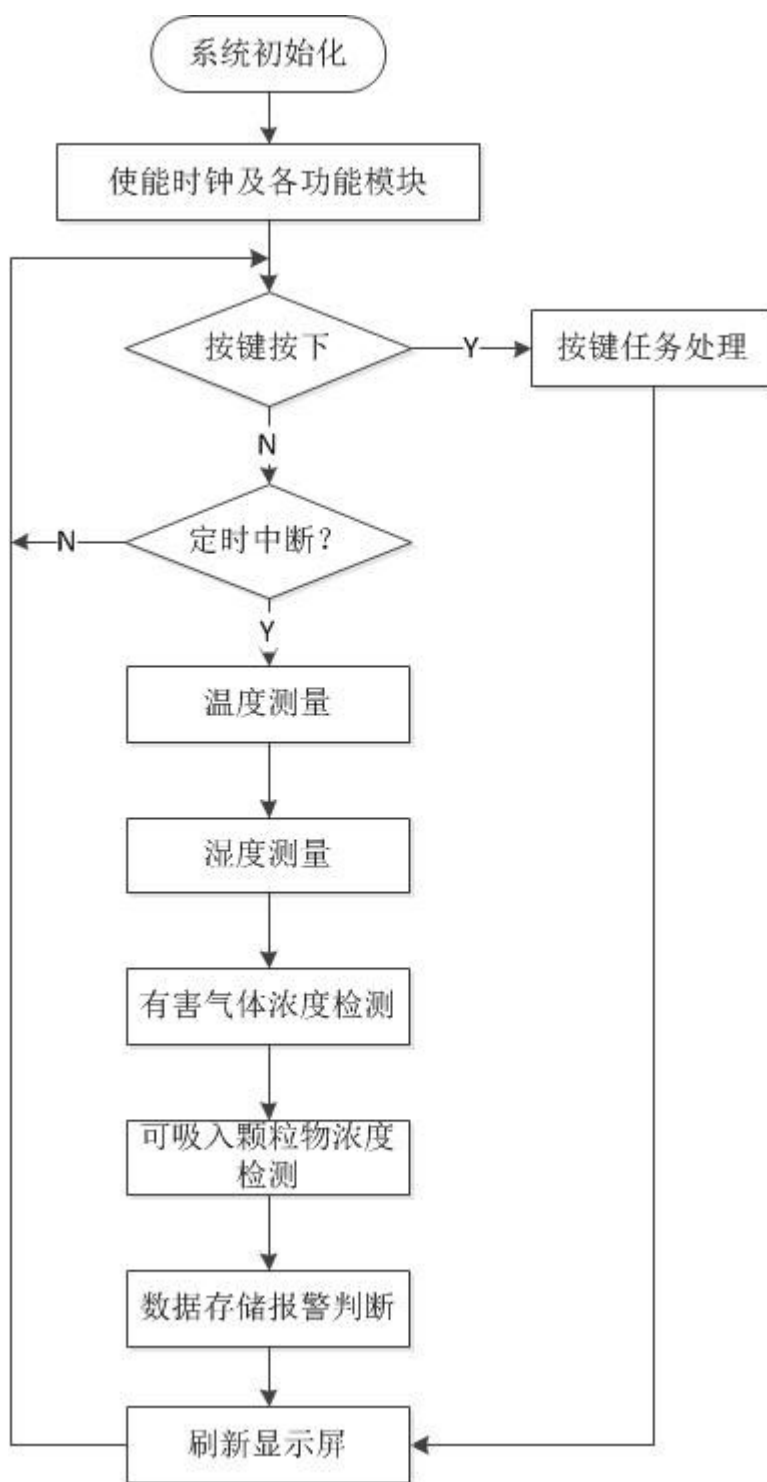 系统初始化
使能时钟及各功能模块
按键按下
Y
按键任务处理
N
定时中断？
N
Y
温度测量
湿度测量
有害气体浓度检测
可吸入颗粒物浓度
检测
数据存储报警判断
刷新显示屏